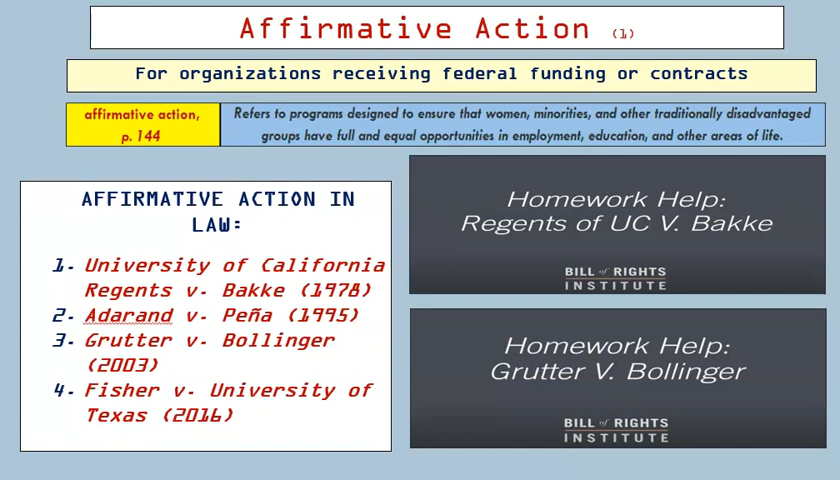 Affirmative Action (1)
For organizations receiving federal funding or contracts
affirmative action,
p. 144
Refers to programs designed to ensure that women, minorities, and other traditionally disadvantaged
groups have full and equal opportunities in employment, education, and other areas of life.
AFFIRMATIVE ACTION IN
LAW:
1. University of California
Regents v. Bakke (1978)
2. Adarand v. Peña (1995)
3. Grutter v. Bollinger
(2003)
4. Fisher v. University of
Texas (2016)
Homework Help:
Regents of UC V. Bakke
BILL of RIGHTS
INSTITUTE
Homework Help:
Grutter V. Bollinger
BILL of RIGHTS
INSTITUTE